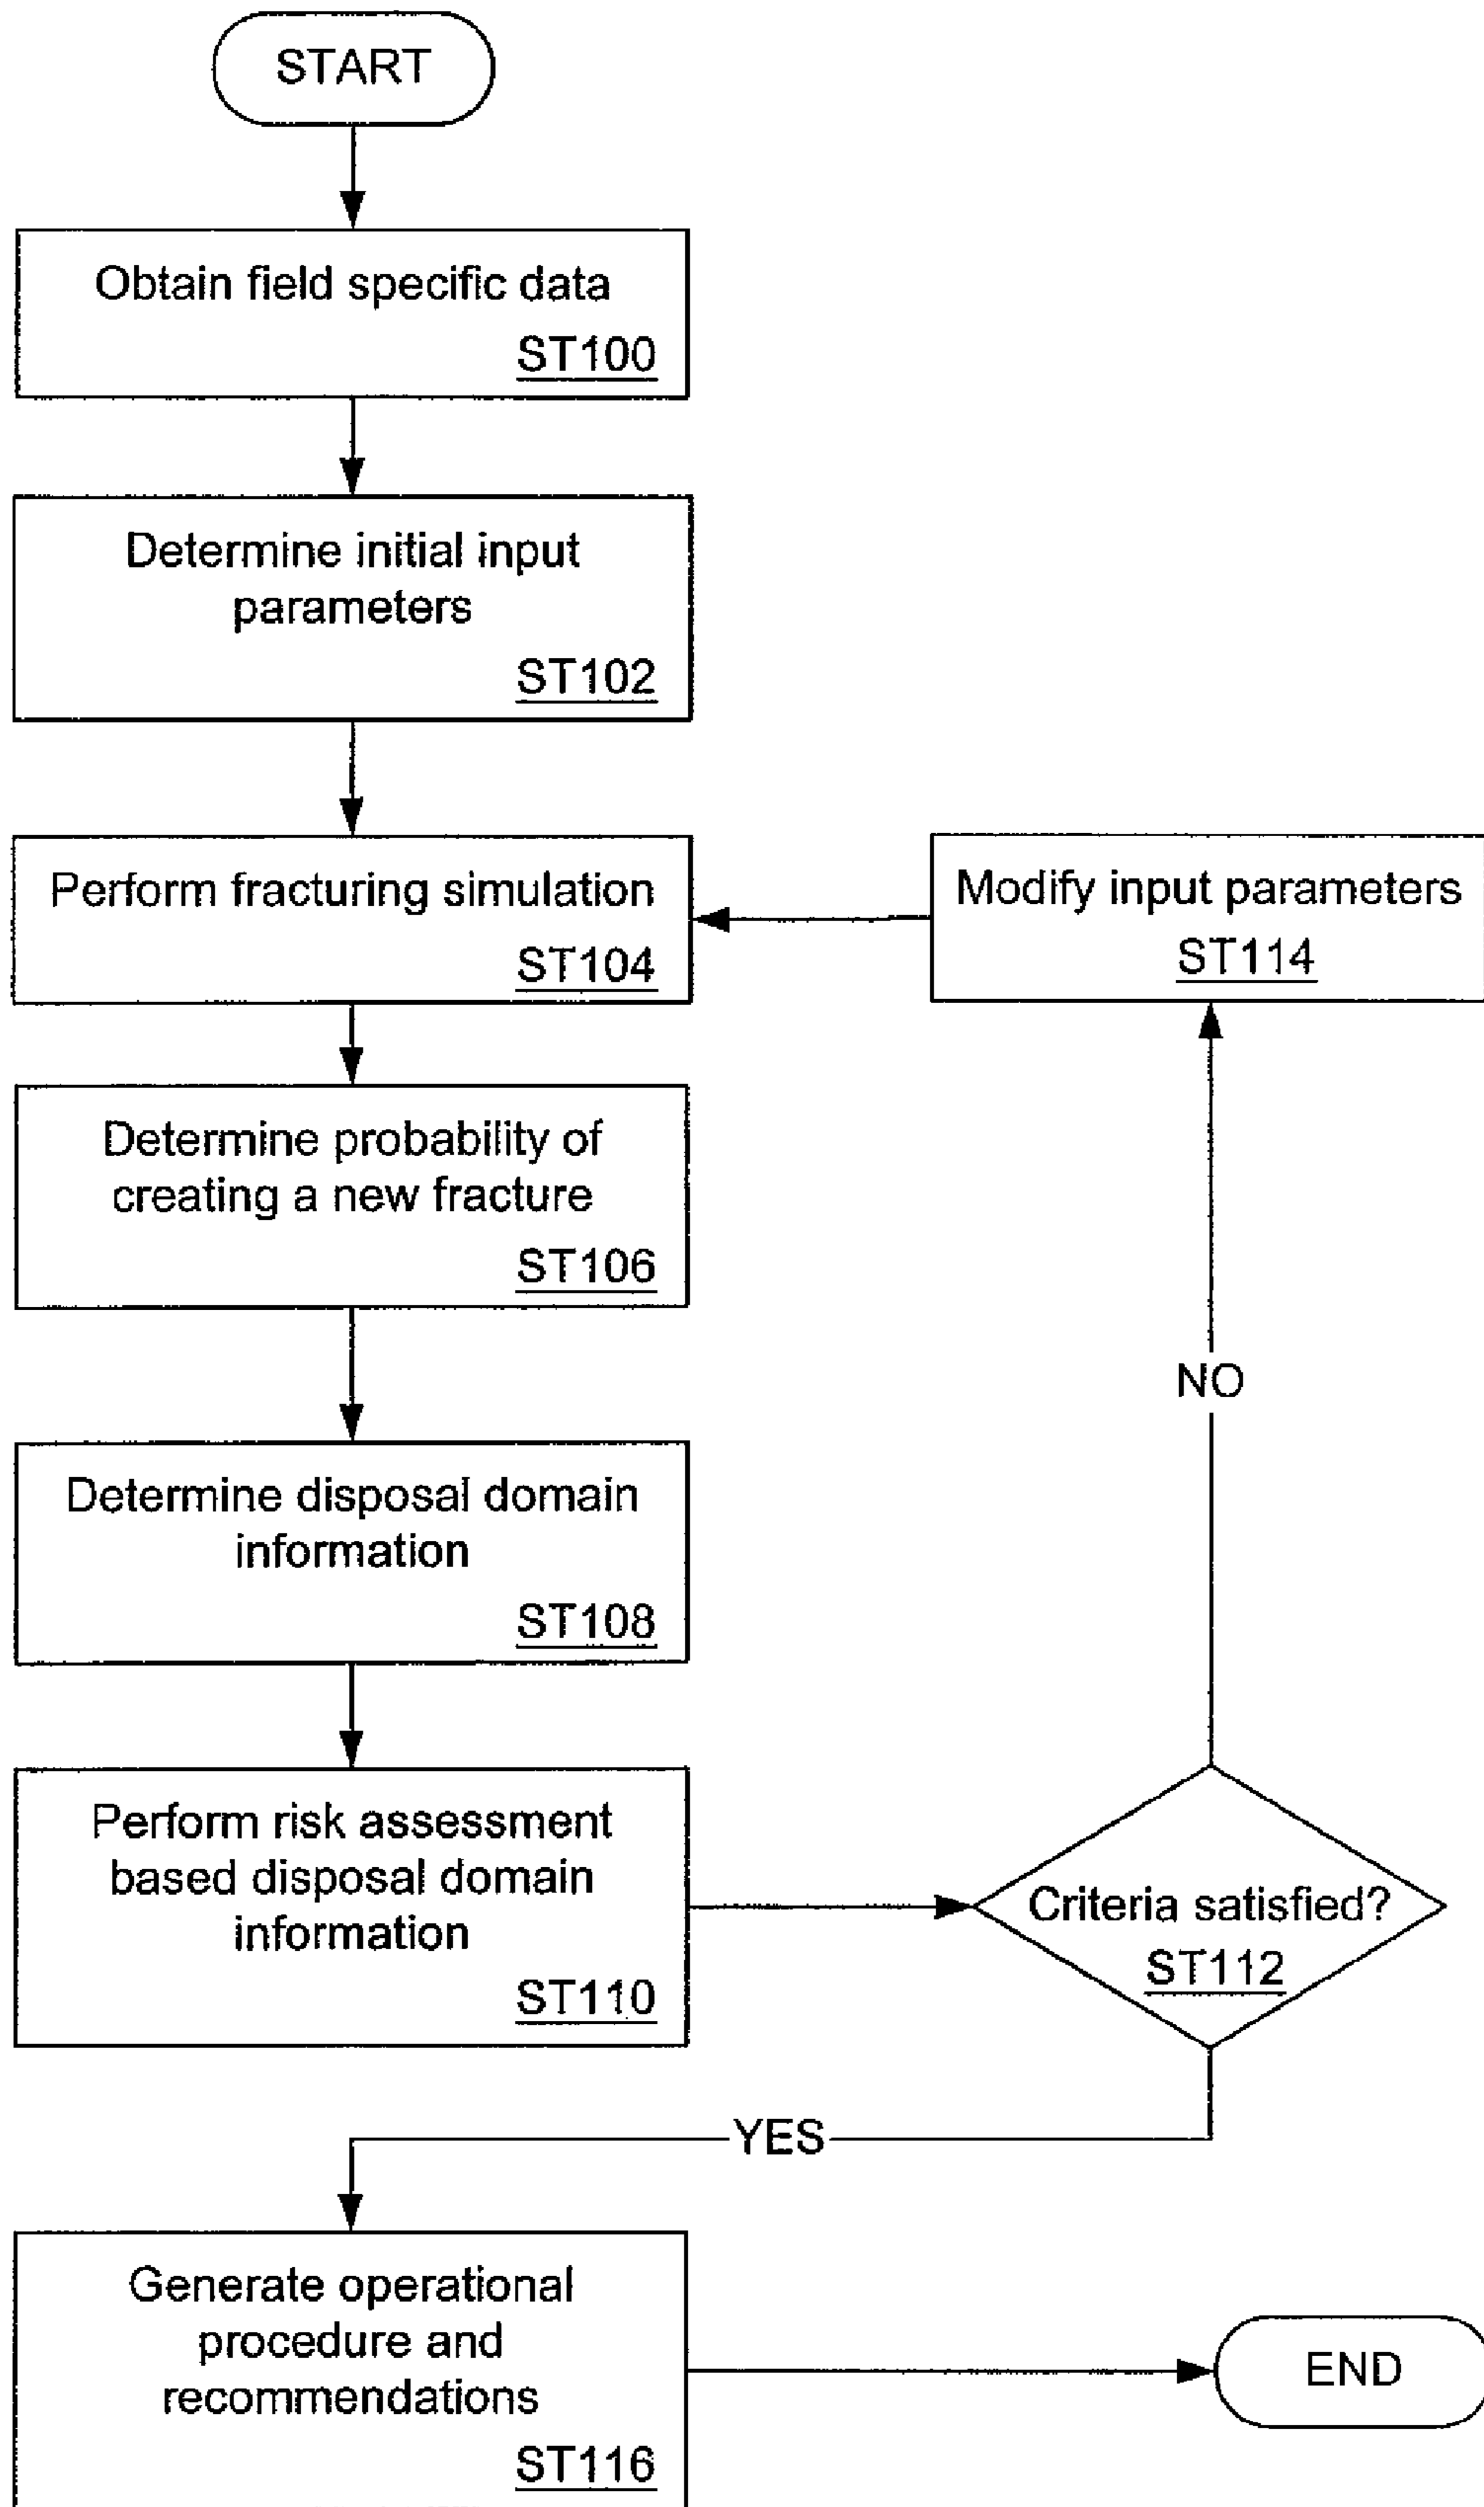 START
Obtain field specific data
ST100
Determine initial input
parameters
ST102
Perform fracturing simulation
ST104
Modify input parameters
ST114
Determine probability of
creating a new fracture
ST106
NO
Determine disposal domain
information
ST108
Perform risk assessment
based disposal domain
information
ST110
Criteria satisfied?
ST112
YES
Generate operational
procedure and
recommendations
ST116
END